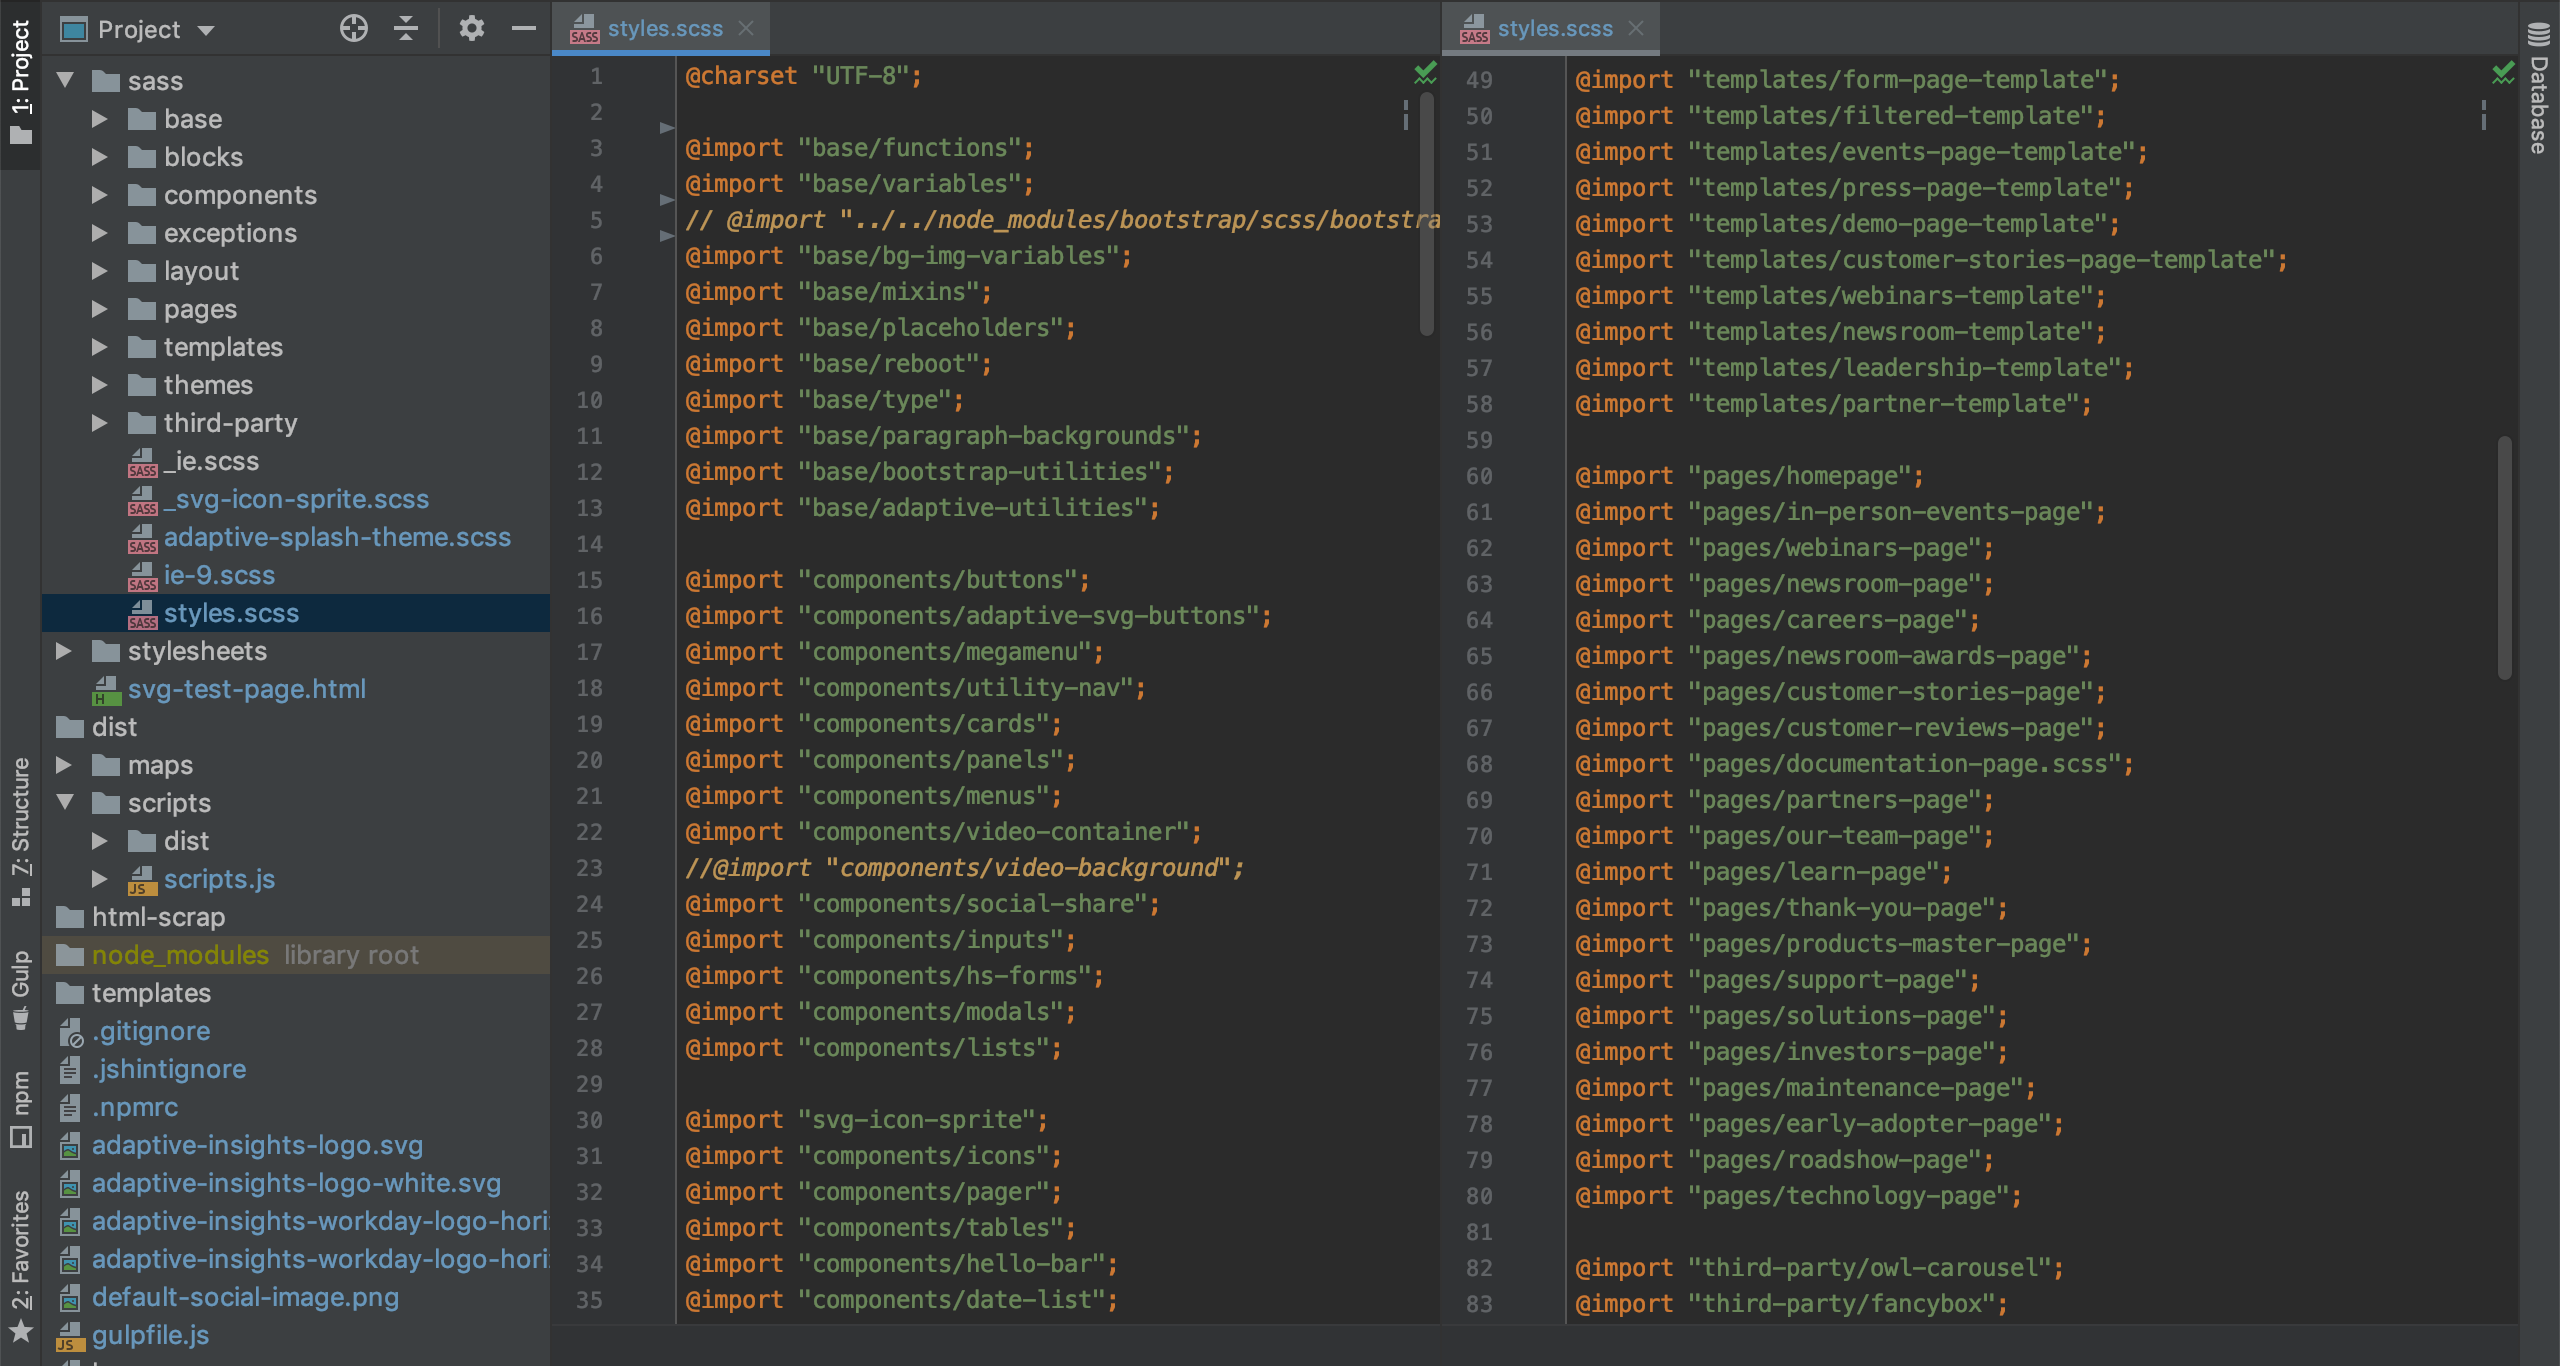 1: Project
Z: Structure
Gulp
npm
2: Favorites
Project
sass
base
blocks
components
exceptions
layout
pages
templates
themes
third-party
SASS _ie.scss
SASS _svg-icon-sprite.scss
SASS adaptive-splash-theme.scss
SASS ie-9.scss
SASS styles.scss
stylesheets
H svg-test-page.html
dist
maps
scripts
dist
JS scripts.js
html-scrap
node_modules library root
templates
.gitignore
.jshintignore
.npmrc
adaptive-insights-logo.svg
adaptive-insights-logo-white.svg
adaptive-insights-workday-logo-hori
adaptive-insights-workday-logo-hori
default-social-image.png
JS gulpfile.js
SASS styles.scss
1 @charset "UTF-8";
2
3 @import "base/functions";
4 @import "base/variables";
5 // @import "../../node_modules/bootstrap/scss/bootstra
6 @import "base/bg-img-variables";
7 @import "base/mixins";
8 @import "base/placeholders";
9 @import "base/reboot";
10 @import "base/type";
11 @import "base/paragraph-backgrounds";
12 @import "base/bootstrap-utilities";
13 @import "base/adaptive-utilities";
14
15 @import "components/buttons";
16 @import "components/adaptive-svg-buttons";
17 @import "components/megamenu";
18 @import "components/utility-nav";
19 @import "components/cards";
20 @import "components/panels";
21 @import "components/menus";
22 @import "components/video-container";
23 //@import "components/video-background";
24 @import "components/social-share";
25 @import "components/inputs";
26 @import "components/hs-forms";
27 @import "components/modals";
28 @import "components/lists";
29
30 @import "svg-icon-sprite";
31 @import "components/icons";
32 @import "components/pager";
33 @import "components/tables";
34 @import "components/hello-bar";
35 @import "components/date-list";
SASS styles.scss
49 @import "templates/form-page-template";
50 @import "templates/filtered-template";
51 @import "templates/events-page-template";
52 @import "templates/press-page-template";
53 @import "templates/demo-page-template";
54 @import "templates/customer-stories-page-template";
55 @import "templates/webinars-template";
56 @import "templates/newsroom-template";
57 @import "templates/leadership-template";
58 @import "templates/partner-template";
59
60 @import "pages/homepage";
61 @import "pages/in-person-events-page";
62 @import "pages/webinars-page";
63 @import "pages/newsroom-page";
64 @import "pages/careers-page";
65 @import "pages/newsroom-awards-page";
66 @import "pages/customer-stories-page";
67 @import "pages/customer-reviews-page";
68 @import "pages/documentation-page.scss";
69 @import "pages/partners-page";
70 @import "pages/our-team-page";
71 @import "pages/learn-page";
72 @import "pages/thank-you-page";
73 @import "pages/products-master-page";
74 @import "pages/support-page";
75 @import "pages/solutions-page";
76 @import "pages/investors-page";
77 @import "pages/maintenance-page";
78 @import "pages/early-adopter-page";
79 @import "pages/roadshow-page";
80 @import "pages/technology-page";
81
82 @import "third-party/owl-carousel";
83 @import "third-party/fancybox";
Database